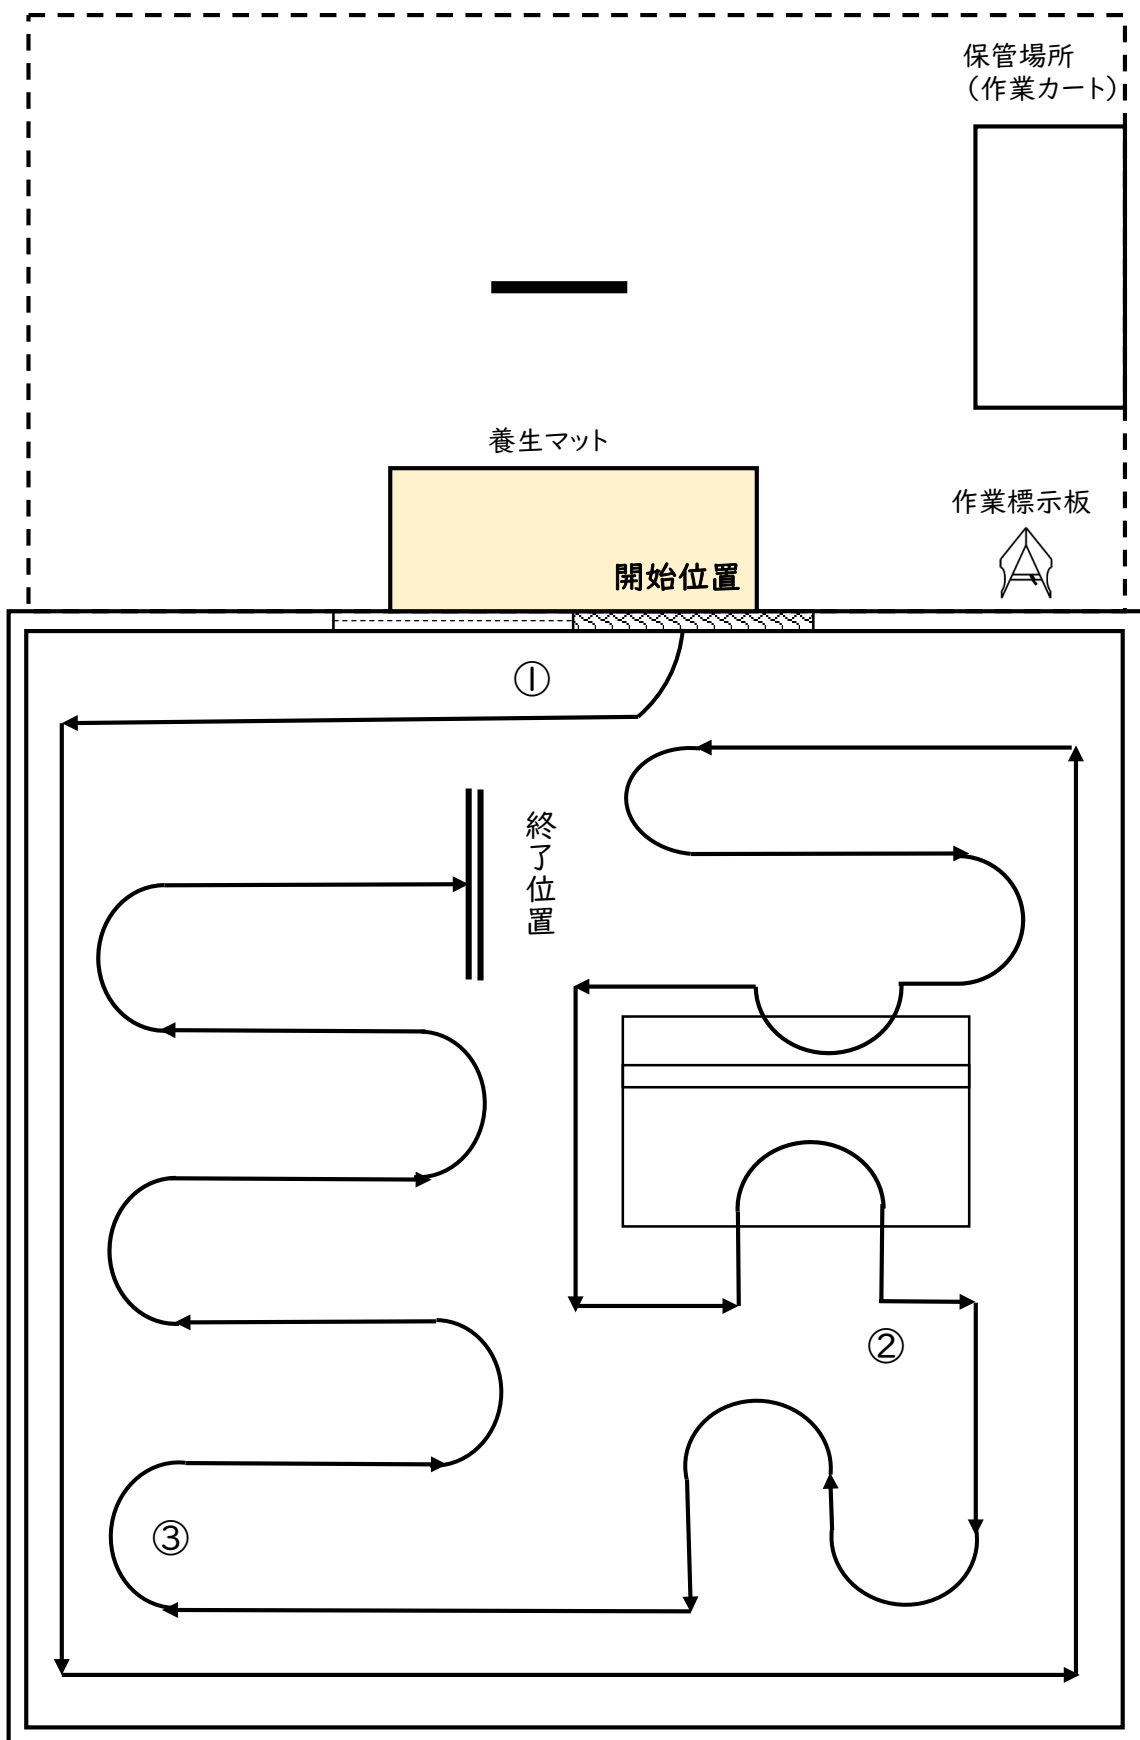 保管場所
（作業カート）
養生マット
作業標示板
開始位置
①
終了位置
②
③